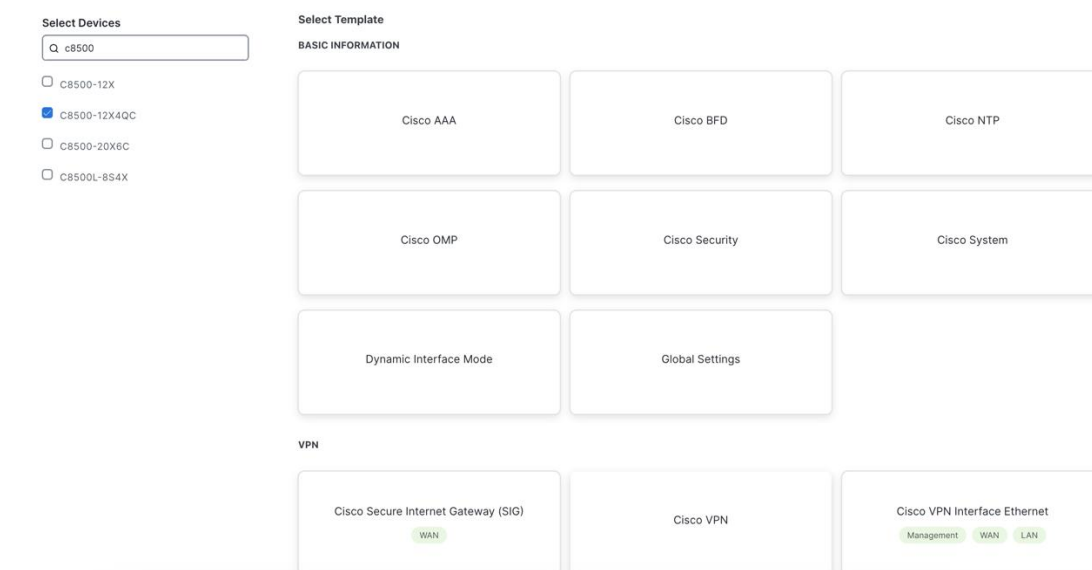 Select Devices
c8500
C8500-12X
C8500-12X4QC
C8500-20X6C
C8500L-8S4X
Select Template
BASIC INFORMATION
Cisco AAA
Cisco BFD
Cisco NTP
Cisco OMP
Cisco Security
Cisco System
Dynamic Interface Mode
Global Settings
VPN
Cisco Secure Internet Gateway (SIG)
WAN
Cisco VPN
Cisco VPN Interface Ethernet
Management WAN LAN